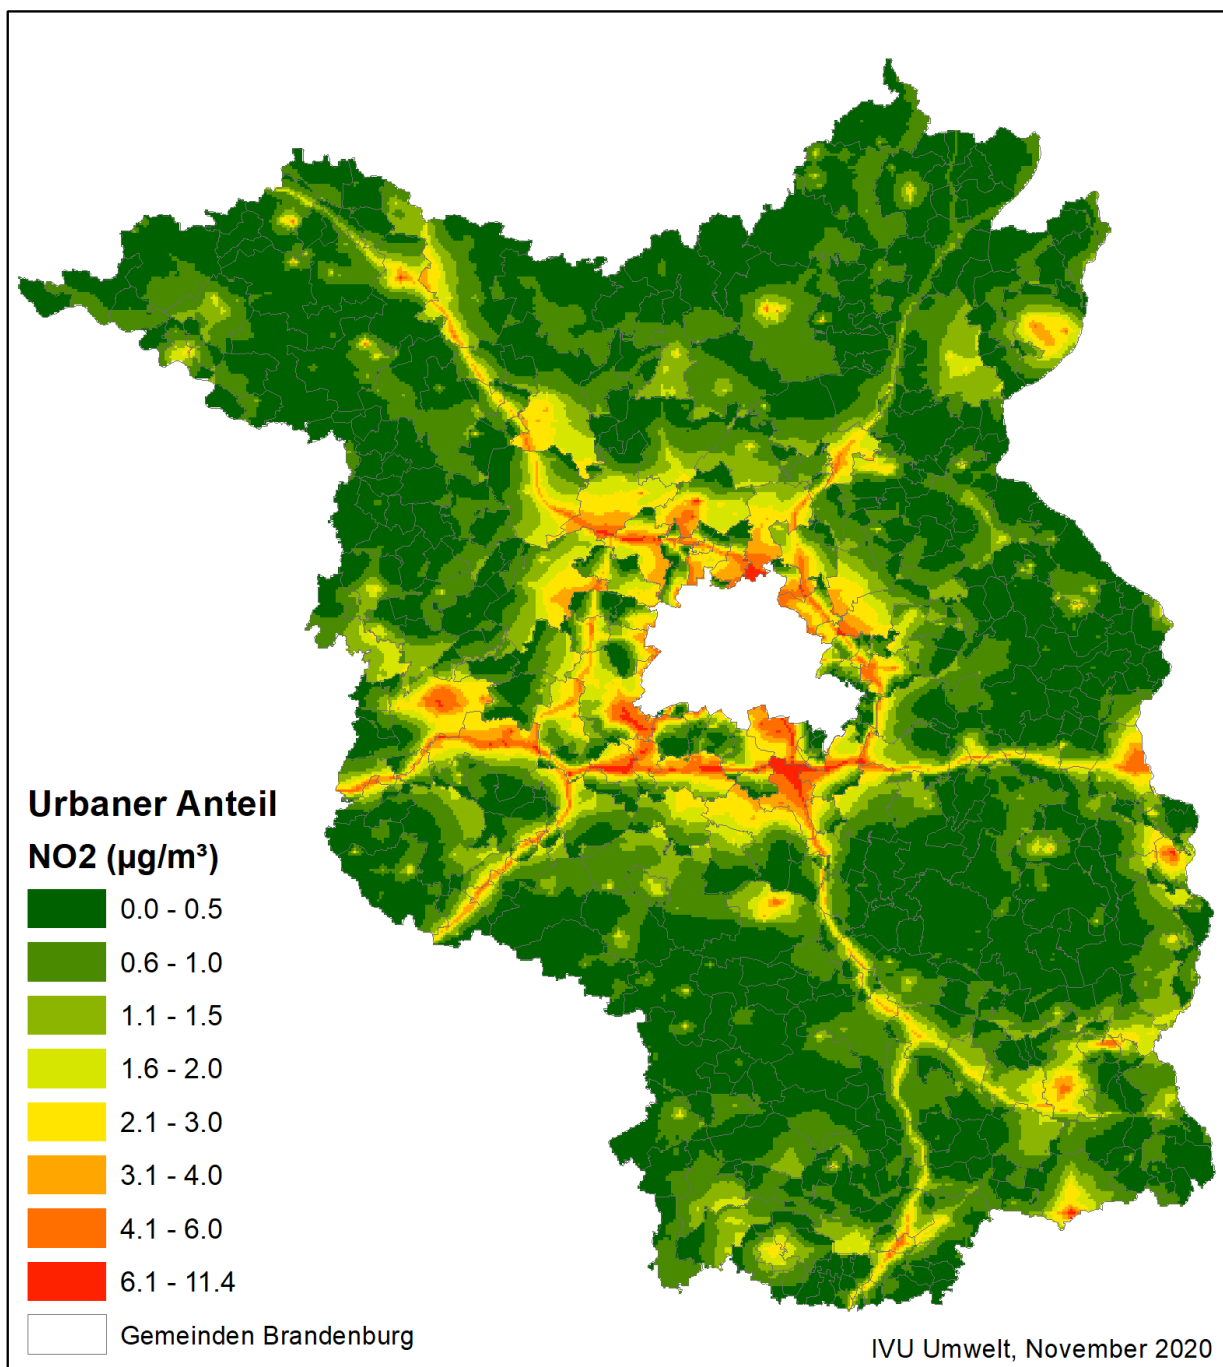 Urbaner Anteil
NO2 (µg/m³)
0.0 - 0.5
0.6 - 1.0
1.1 - 1.5
1.6 - 2.0
2.1 - 3.0
3.1 - 4.0
4.1 - 6.0
6.1 - 11.4
Gemeinden Brandenburg
IVU Umwelt, November 2020